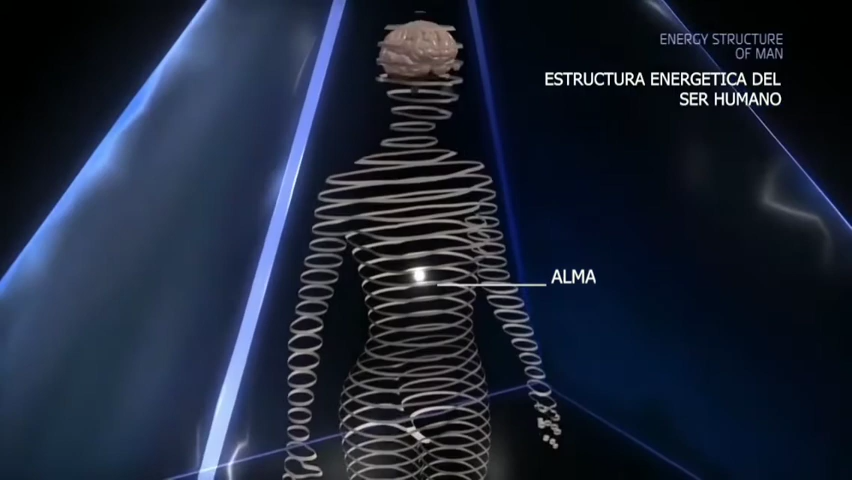 ENERGY STRUCTURE
OF MAN
ESTRUCTURA ENERGETICA DEL
SER HUMANO
ALMA